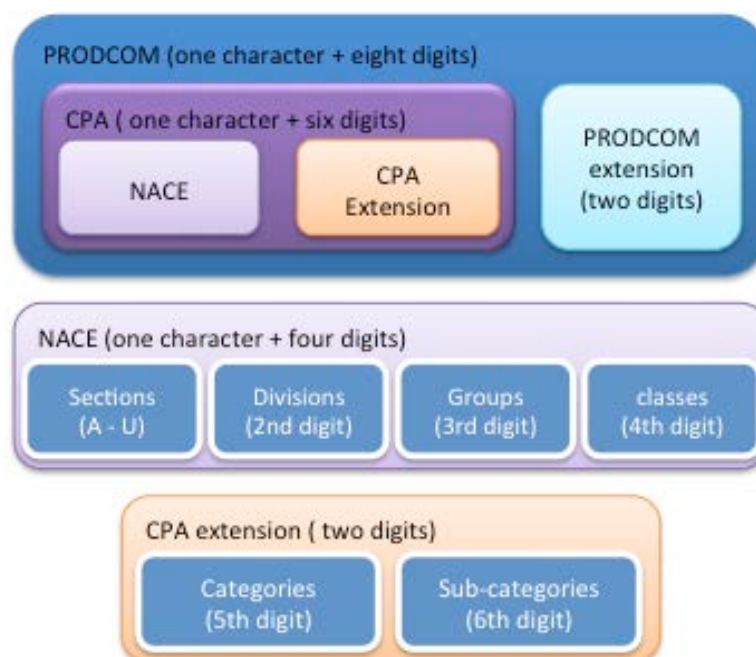 PRODCOM (one character + eight digits)
CPA ( one character + six digits)
NACE
CPA
Extension
PRODCOM
extension
(two digits)
NACE (one character + four digits)
Sections
(A - U)
Divisions
(2nd digit)
Groups
(3rd digit)
classes
(4th digit)
CPA extension ( two digits)
Categories
(5th digit)
Sub-categories
(6th digit)